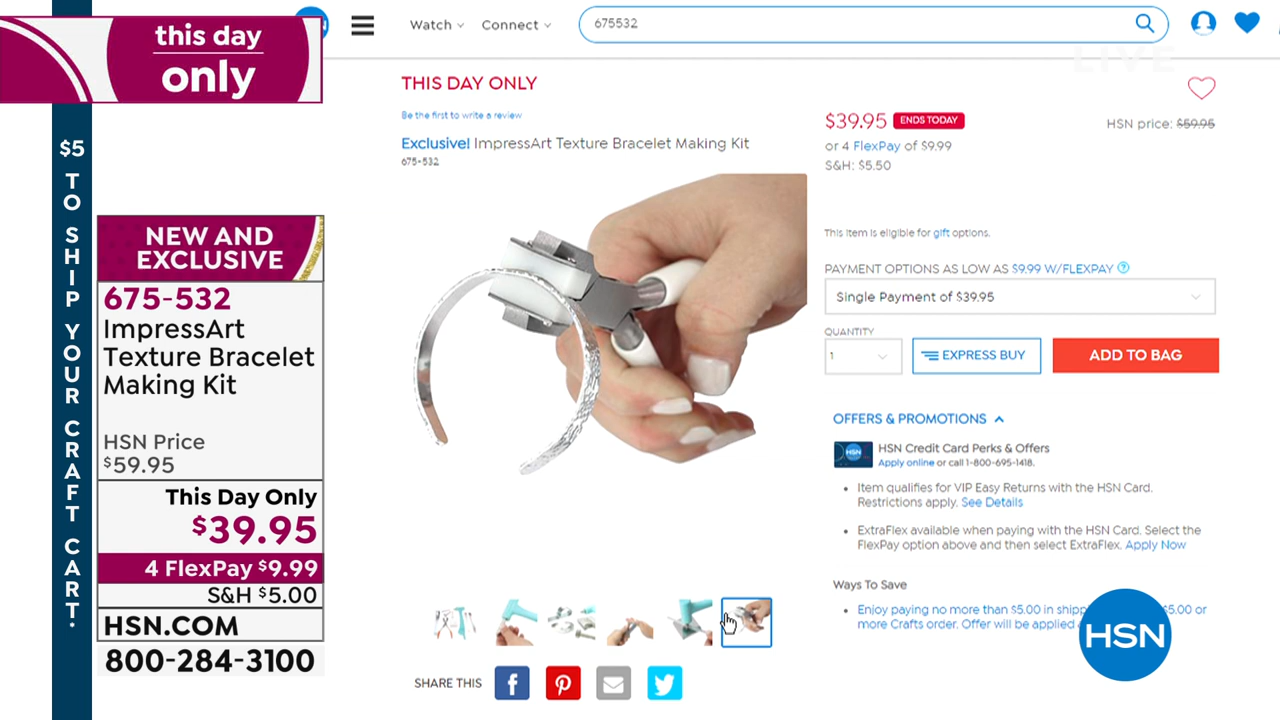 this day
only
$5
TO
SHIP
YOUR
CRAFT
CART.*
NEW AND
EXCLUSIVE
675-532
ImpressArt
Texture Bracelet
Making Kit
HSN Price
$59.95
This Day Only
$39.95
4 FlexPay $9.99
S&H $5.00
HSN.COM
800-284-3100
Watch
Connect
675532
LIVE
THIS DAY ONLY
Be the first to write a review
Exclusive! ImpressArt Texture Bracelet Making Kit
675-532
$39.95 ENDS TODAY
HSN price: $59.95
or 4 FlexPay of $9.99
S&H: $5.50
This item is eligible for gift options.
PAYMENT OPTIONS AS LOW AS $9.99 W/FLEXPAY ?
Single Payment of $39.95
QUANTITY
1
EXPRESS BUY
ADD TO BAG
OFFERS & PROMOTIONS
HSN
HSN Credit Card Perks & Offers
Apply online or call 1-800-695-1418.
Item qualifies for VIP Easy Returns with the HSN Card.
Restrictions apply. See Details
ExtraFlex available when paying with the HSN Card. Select the
FlexPay option above and then select ExtraFlex. Apply Now
Ways To Save
Enjoy paying no more than $5.00 in shipp $5.00 or
more Crafts order. Offer will be applied
HSN
SHARE THIS